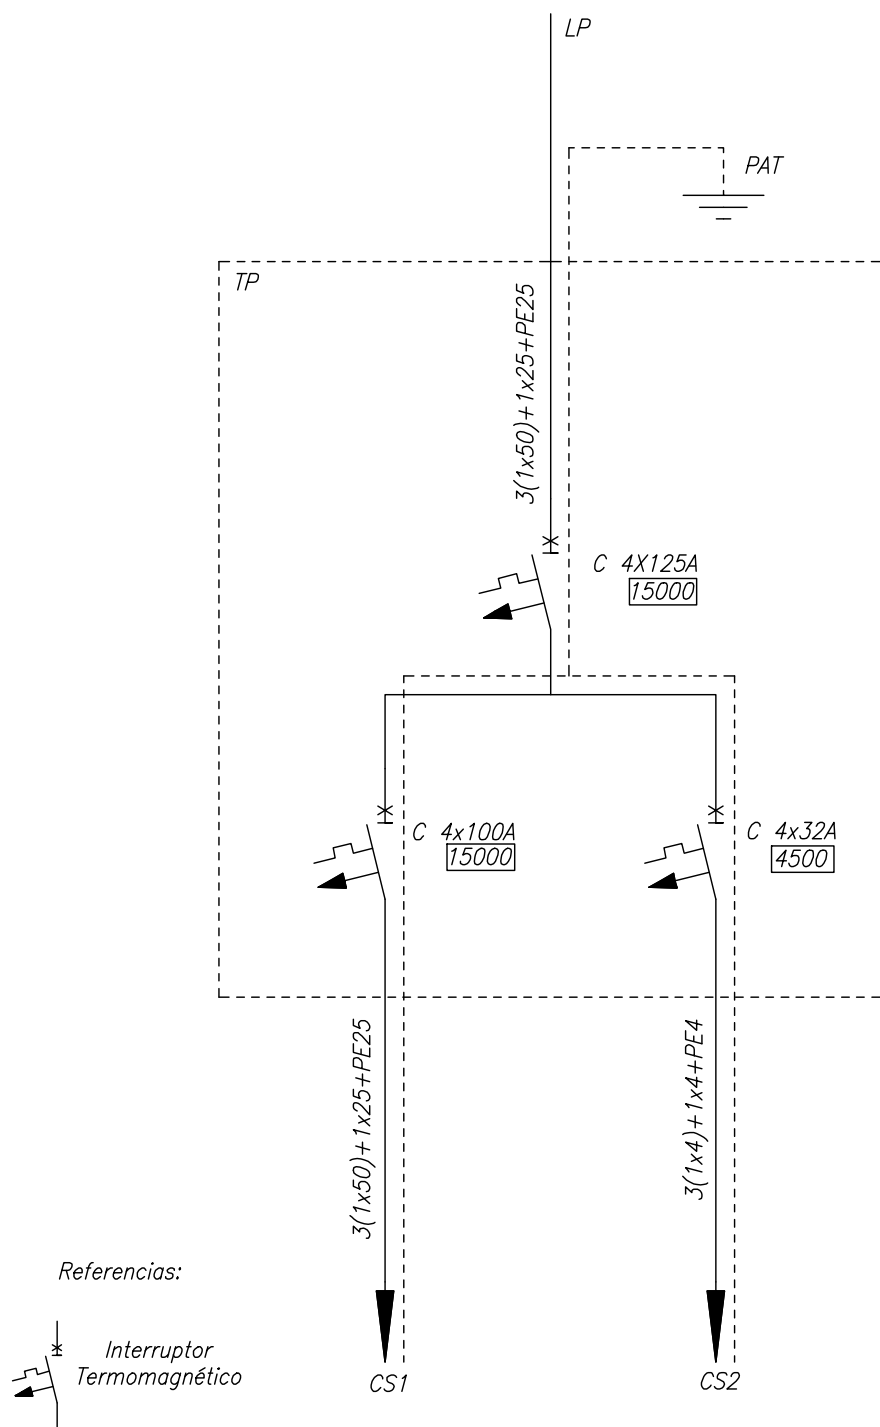 LP
PAT
TP
3(1x50)+1x25+PE25
C 4X125A
15000
C 4x100A
15000
C 4x32A
4500
3(1x50)+1x25+PE25
3(1x4)+1x4+PE4
Referencias:
Interruptor
Termomagnético
CS1
CS2